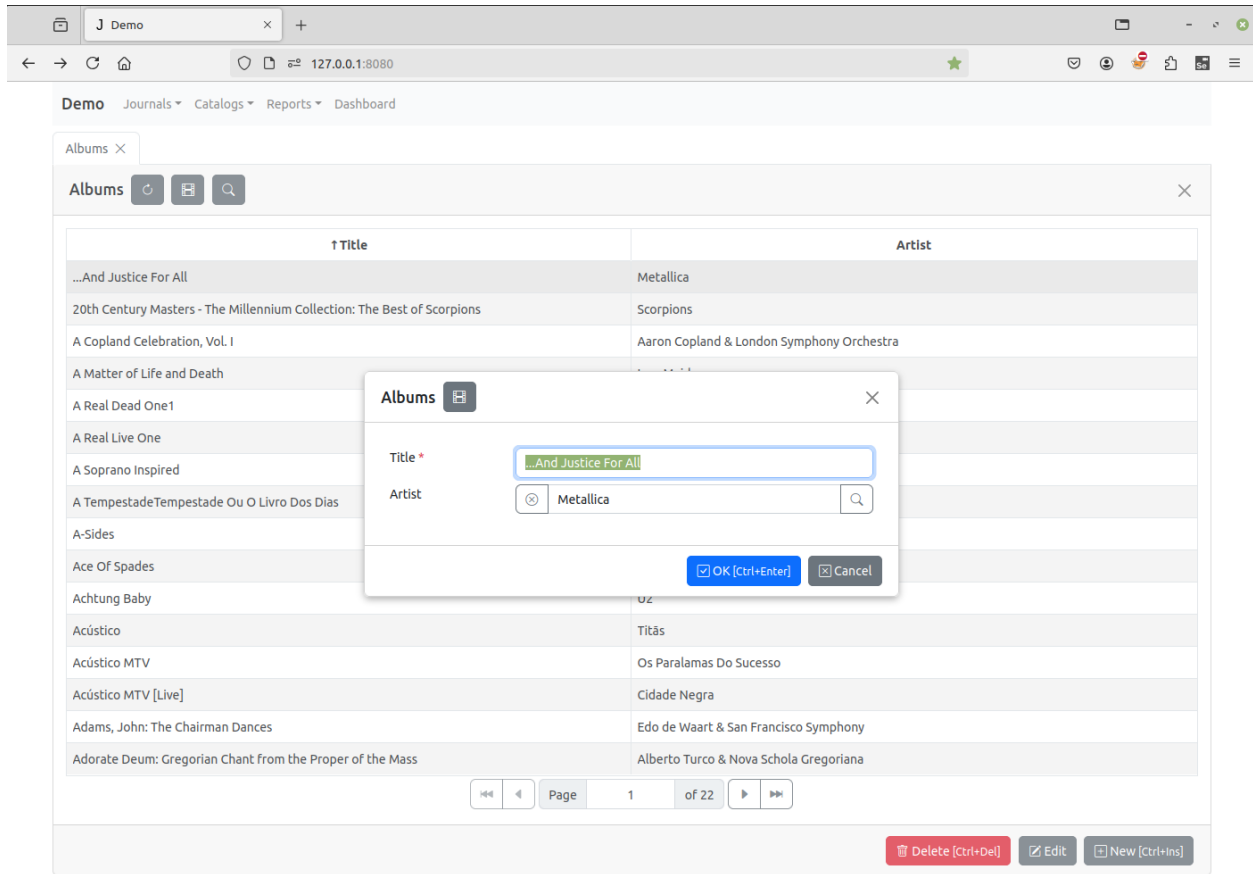 J Demo
127.0.0.1:8080
Demo Journals Catalogs Reports Dashboard
Albums
Albums
↑Title Artist
...And Justice For All Metallica
20th Century Masters - The Millennium Collection: The Best of Scorpions Scorpions
A Copland Celebration, Vol. I Aaron Copland & London Symphony Orchestra
A Matter of Life and Death
A Real Dead One1
A Real Live One
A Soprano Inspired
A TempestadeTempestade Ou O Livro Dos Dias
A-Sides
Ace Of Spades
Achtung Baby U2
Albums
Title *
...And Justice For All
Artist
Metallica
OK [Ctrl+Enter] Cancel
Acústico Titãs
Acústico MTV Os Paralamas Do Sucesso
Acústico MTV [Live] Cidade Negra
Adams, John: The Chairman Dances Edo de Waart & San Francisco Symphony
Adorate Deum: Gregorian Chant from the Proper of the Mass Alberto Turco & Nova Schola Gregoriana
Page 1 of 22
Delete [Ctrl+Del] Edit New [Ctrl+Ins]